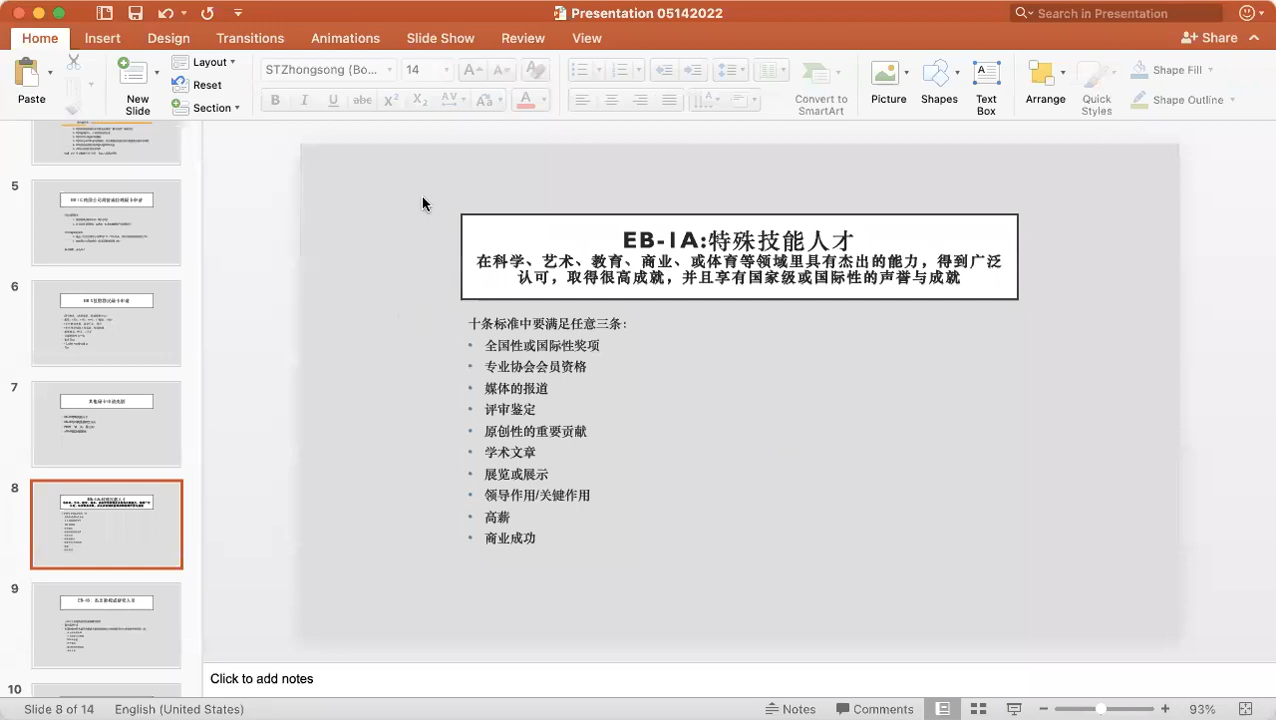 Presentation 05142022
Search in Presentation
Home Insert Design Transitions Animations Slide Show Review View Share
Paste
New Slide
Layout
Reset
Section
STZhongsong (Bo... 14
Convert to SmartArt
Picture
Shapes
Text Box
Arrange
Quick Styles
Shape Fill
Shape Outline
5
6
7
8
9
10
EB-1A:特殊技能人才
在科学、艺术、教育、商业、或体育等领域里具有杰出的能力，得到广泛
认可，取得很高成就，并且享有国家级或国际性的声誉与成就
十条标准中要满足任意三条：
• 全国性或国际性奖项
• 专业协会会员资格
• 媒体的报道
• 评审鉴定
• 原创性的重要贡献
• 学术文章
• 展览或展示
• 领导作用/关健作用
• 高薪
• 商业成功
Click to add notes
Slide 8 of 14 English (United States) Notes Comments 93%